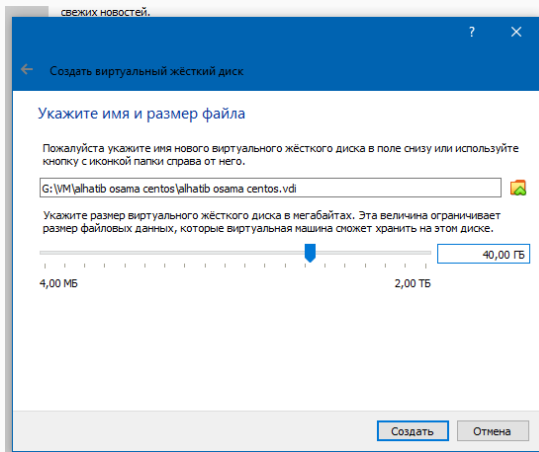 свежих новостей.
?
Создать виртуальный жёсткий диск
Укажите имя и размер файла
Пожалуйста укажите имя нового виртуального жёсткого диска в поле снизу или используйте
кнопку с иконкой папки справа от него.
G:\VM\alhatib osama centos\alhatib osama centos.vdi
Укажите размер виртуального жёсткого диска в мегабайтах. Эта величина ограничивает
размер файловых данных, которые виртуальная машина сможет хранить на этом диске.
40,00 ГБ
4,00 МБ 2,00 ТБ
Создать Отмена